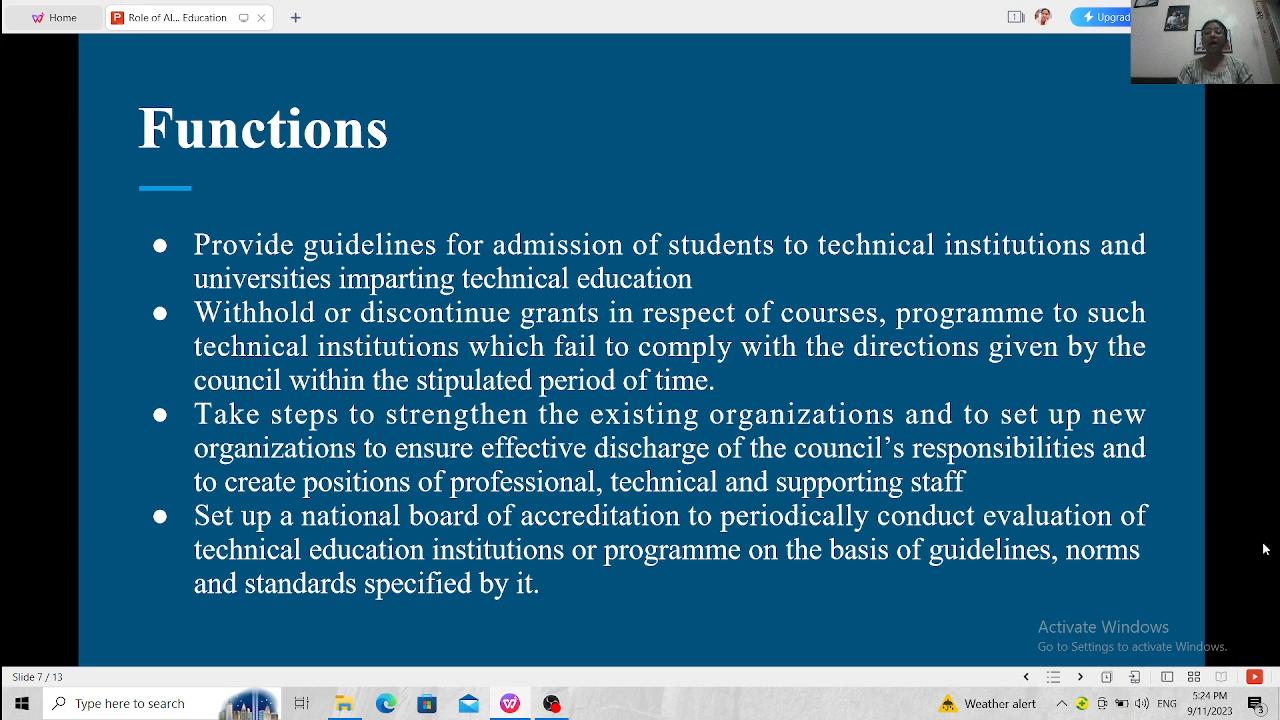 Home
Role of AI... Education
Upgrad
Functions
Provide guidelines for admission of students to technical institutions and
universities imparting technical education
Withhold or discontinue grants in respect of courses, programme to such
technical institutions which fail to comply with the directions given by the
council within the stipulated period of time.
Take steps to strengthen the existing organizations and to set up new
organizations to ensure effective discharge of the council’s responsibilities and
to create positions of professional, technical and supporting staff
Set up a national board of accreditation to periodically conduct evaluation of
technical education institutions or programme on the basis of guidelines, norms
and standards specified by it.
Activate Windows
Go to Settings to activate Windows.
Slide 7 / 13
Type here to search
Weather alert
5:24 PM
9/11/2023
3